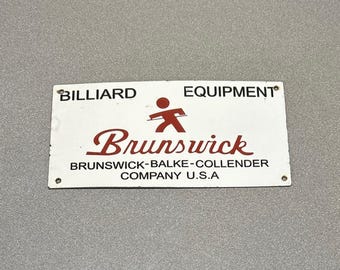 BILLIARD EQUIPMENT
Brunswick
BRUNSWICK-BALKE-COLLENDER
COMPANY U.S.A